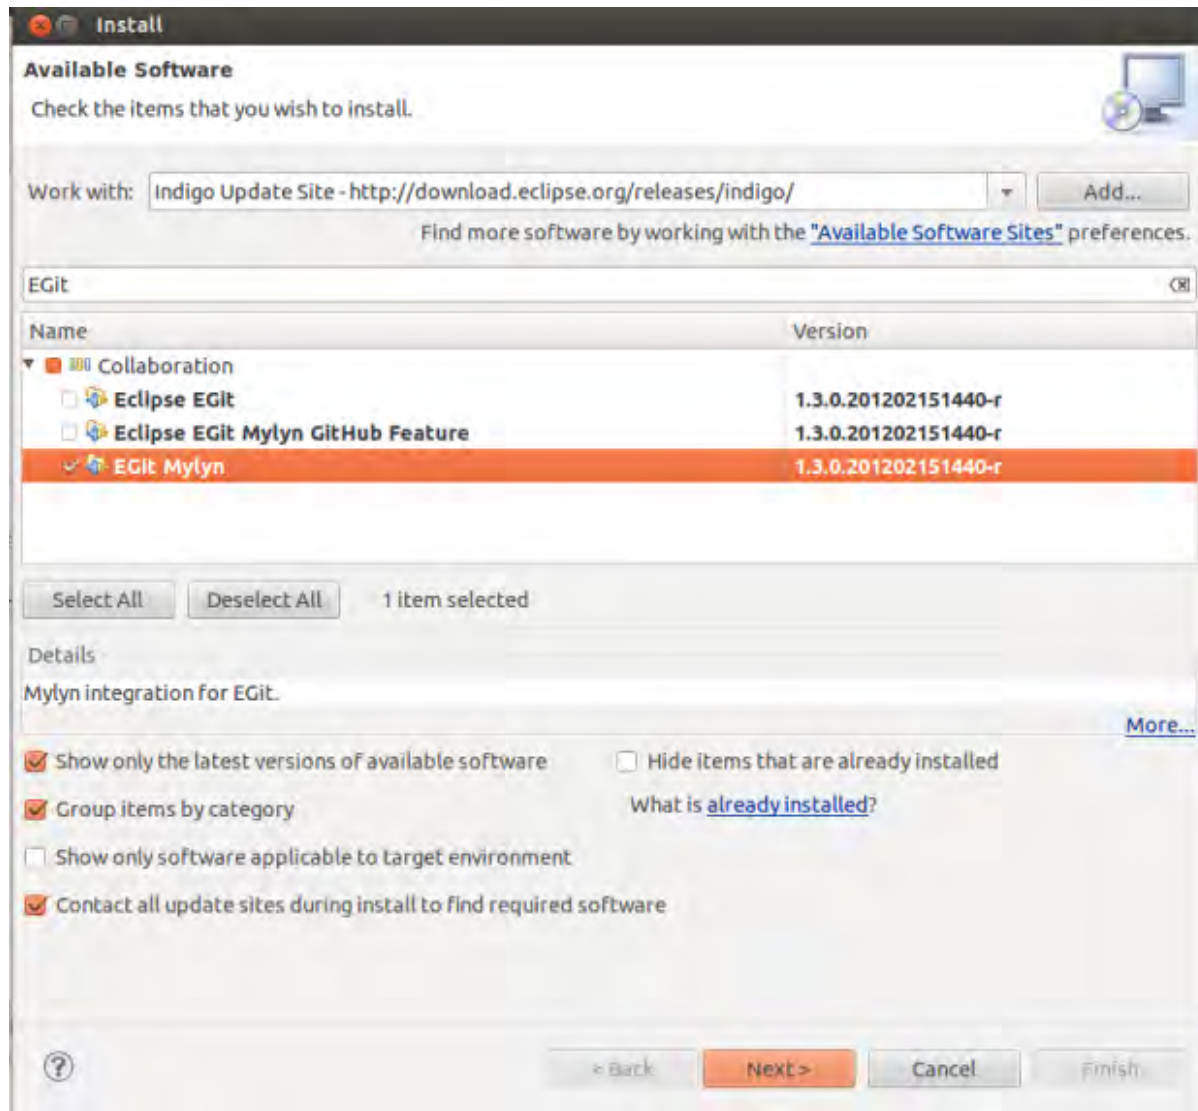 Install
Available Software
Check the items that you wish to install.
Work with: Indigo Update Site - http://download.eclipse.org/releases/indigo/ Add...
Find more software by working with the "Available Software Sites" preferences.
EGit
Name Version
Collaboration
Eclipse EGit 1.3.0.201202151440-r
Eclipse EGit Mylyn GitHub Feature 1.3.0.201202151440-r
EGit Mylyn 1.3.0.201202151440-r
Select All Deselect All 1 item selected
Details
Mylyn integration for EGit.
More...
Show only the latest versions of available software Hide items that are already installed
Group items by category What is already installed?
Show only software applicable to target environment
Contact all update sites during install to find required software
? < Back Next > Cancel Finish